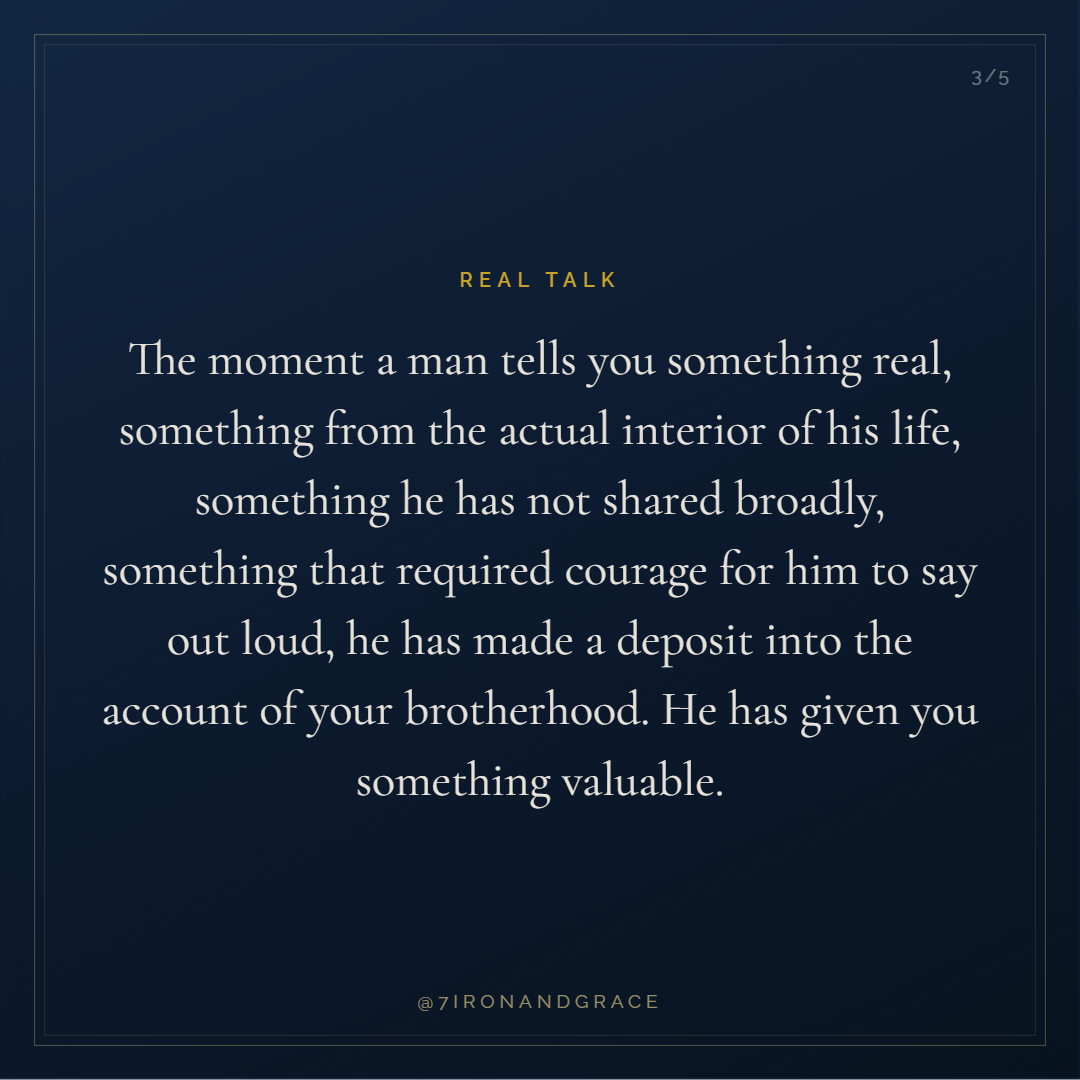 3/5
REAL TALK
The moment a man tells you something real,
something from the actual interior of his life,
something he has not shared broadly,
something that required courage for him to say
out loud, he has made a deposit into the
account of your brotherhood. He has given you
something valuable.
@7IRONANDGRACE